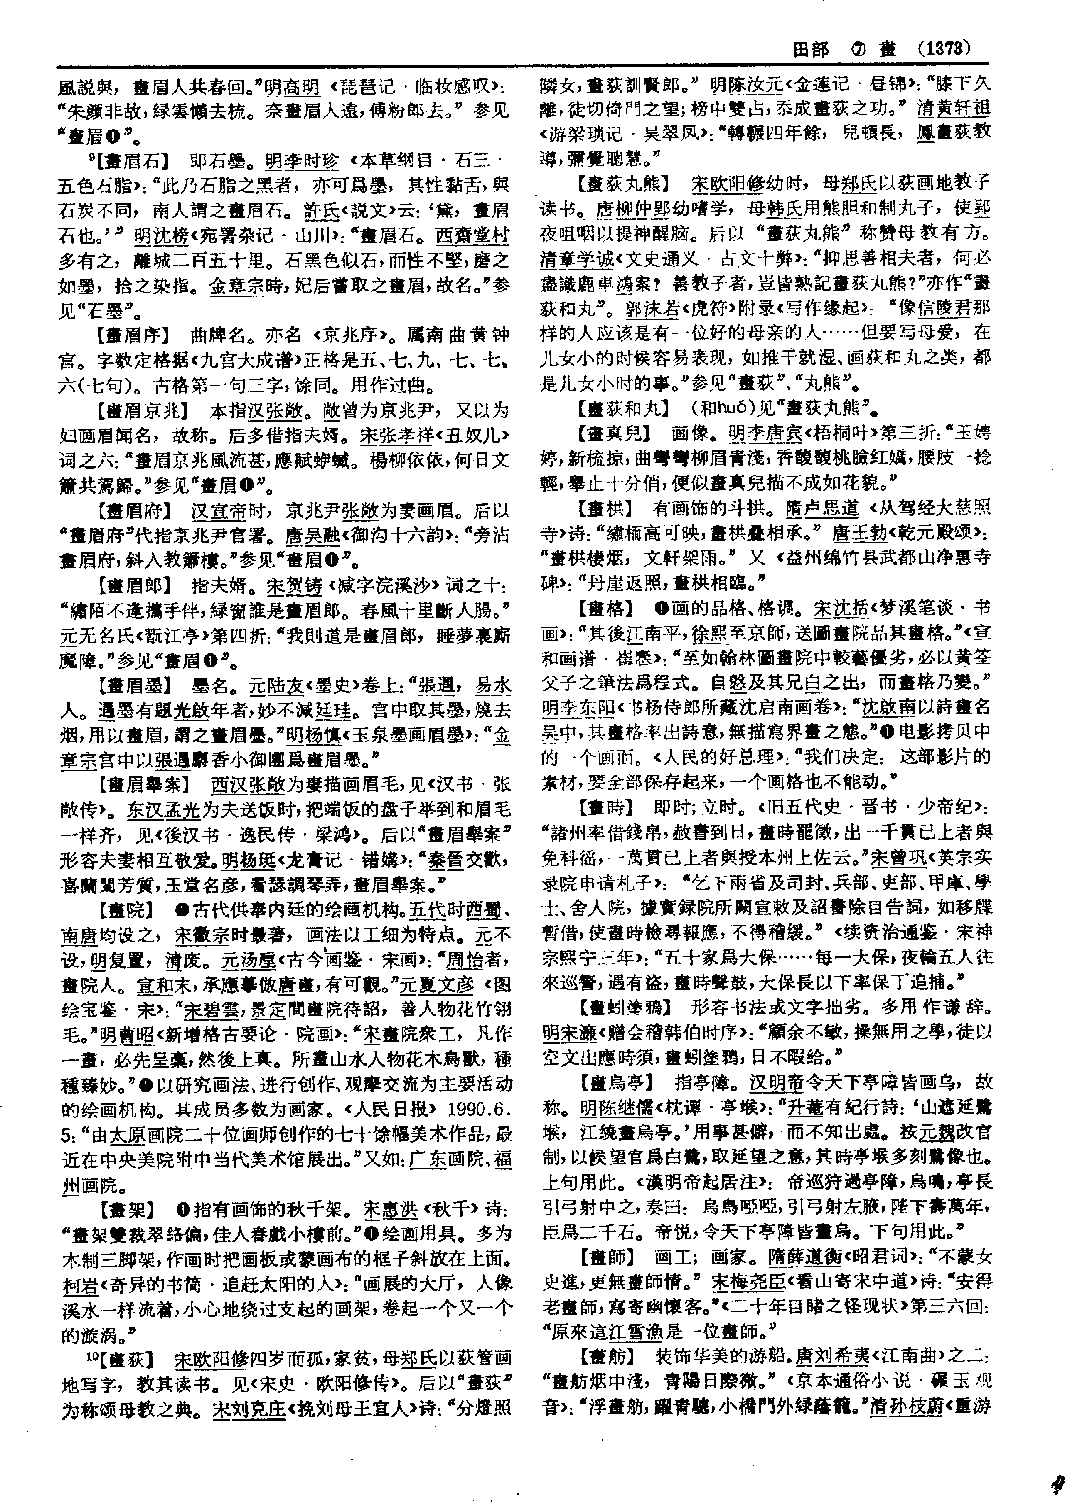 田部 ⑦ 畫 (1373)
風説與，畫眉人共春回。”明高明《琵琶记·临妆感叹》：
“朱顔非故，緑雲懶去梳。奈畫眉人遠，傅粉郎去。”参见
“畫眉❶”。
⁹【畫眉石】 即石墨。明李时珍《本草纲目·石三·
五色石脂》：“此乃石脂之黑者，亦可爲墨，其性黏舌，與
石炭不同，南人謂之畫眉石。許氏《説文》云：‘黛，畫眉
石也。’”明沈榜《宛署杂记·山川》：“畫眉石。西齋堂村
多有之，離城二百五十里。石黑色似石，而性不堅，磨之
如墨，拾之染指。金章宗時，妃后嘗取之畫眉，故名。”参
见“石墨”。
【畫眉序】 曲牌名。亦名《京兆序》。属南曲黄钟
宫。字数定格据《九宫大成谱》正格是五、七、九、七、七、
六(七句)。古格第一句三字，馀同。用作过曲。
【畫眉京兆】 本指汉张敞。敞曾为京兆尹，又以为
妇画眉闻名，故称。后多借指夫婿。宋张孝祥《丑奴儿》
词之六：“畫眉京兆風流甚，應賦蛜蝛。楊柳依依，何日文
簫共駕歸。”参见“畫眉❶”。
【畫眉府】 汉宣帝时，京兆尹张敞为妻画眉。后以
“畫眉府”代指京兆尹官署。唐吴融《御沟十六韵》：“旁沾
畫眉府，斜入教簫樓。”参见“畫眉❶”。
【畫眉郎】 指夫婿。宋贺铸《减字浣溪沙》词之十：
“繡陌不逢攜手伴，緑窗誰是畫眉郎。春風十里斷人腸。”
元无名氏《翫江亭》第四折：“我則道是畫眉郎，睡夢裏厮
魔障。”参见“畫眉❶”。
【畫眉墨】 墨名。元陆友《墨史》卷上：“張遇，易水
人。遇墨有題光啟年者，妙不減廷珪。宫中取其墨，燒去
烟，用以畫眉，謂之畫眉墨。”明杨慎《玉泉墨画眉墨》：“金
章宗宫中以張遇麝香小御團爲畫眉墨。”
【畫眉舉案】 西汉张敞为妻描画眉毛，见《汉书·张
敞传》。东汉孟光为夫送饭时，把端饭的盘子举到和眉毛
一样齐，见《後汉书·逸民传·梁鸿》。后以“畫眉舉案”
形容夫妻相互敬爱。明杨珽《龙膏记·错媾》：“秦晉交歡，
喜蘭閨芳質，玉堂名彦，看瑟調琴弄，畫眉舉案。”
【畫院】 ❶古代供奉内廷的绘画机构。五代时西蜀、
南唐均设之，宋徽宗时最著，画法以工细为特点。元不
设，明复置，清废。元汤垕《古今画鉴·宋画》：“周怡者，
畫院人。宣和末，承應摹倣唐畫，有可觀。”元夏文彦《图
绘宝鉴·宋》：“宋碧雲，景定間畫院待詔，善人物花竹翎
毛。”明曹昭《新增格古要论·院画》：“宋畫院衆工，凡作
一畫，必先呈稾，然後上真。所畫山水人物花木鳥獸，種
種臻妙。”❷以研究画法、进行创作、观摩交流为主要活动
的绘画机构。其成员多数为画家。《人民日报》1990.6.
5：“由太原画院二十位画师创作的七十馀幅美术作品，最
近在中央美院附中当代美术馆展出。”又如：广东画院、福
州画院。
【畫架】 ❶指有画饰的秋千架。宋惠洪《秋千》诗：
“畫架雙裁翠絡偏，佳人春戲小樓前。”❷绘画用具。多为
木制三脚架，作画时把画板或蒙画布的框子斜放在上面。
柯岩《奇异的书简·追赶太阳的人》：“画展的大厅，人像
溪水一样流着，小心地绕过支起的画架，卷起一个又一个
的漩涡。”
¹⁰【畫荻】 宋欧阳修四岁而孤，家贫，母郑氏以荻管画
地写字，教其读书。见《宋史·欧阳修传》。后以“畫荻”
为称颂母教之典。宋刘克庄《挽刘母王宜人》诗：“分燈照
隣女，畫荻訓賢郎。”明陈汝元《金莲记·昼锦》：“膝下久
離，徒切倚門之望；榜中雙占，忝成畫荻之功。”清黄轩祖
《游梁琐记·吴翠凤》：“轉輾四年餘，兒頓長，鳳畫荻教
導，彌覺聰慧。”
【畫荻丸熊】 宋欧阳修幼时，母郑氏以荻画地教子
读书。唐柳仲郢幼嗜学，母韩氏用熊胆和制丸子，使郢
夜咀咽以提神醒脑。后以“畫荻丸熊”称赞母教有方。
清章学诚《文史通义·古文十弊》：“抑思善相夫者，何必
盡識鹿車鴻案？善教子者，豈皆熟記畫荻丸熊？”亦作“畫
荻和丸”。郭沫若《虎符》附录《写作缘起》：“像信陵君那
样的人应该是有一位好的母亲的人……但要写母爱，在
儿女小的时候容易表现，如推干就湿、画荻和丸之类，都
是儿女小时的事。”参见“畫荻”、“丸熊”。
【畫荻和丸】 (和huó)见“畫荻丸熊”。
【畫真兒】 画像。明李唐宾《梧桐叶》第三折：“玉娉
婷，新梳掠，曲彎彎柳眉青淺，香馥馥桃臉紅嬌，腰肢一捻
輕，舉止十分俏，便似畫真兒描不成如花貌。”
【畫栱】 有画饰的斗拱。隋卢思道《从驾经大慈照
寺》诗：“繡栭高可映，畫栱疊相承。”唐王勃《乾元殿颂》：
“畫栱棲烟，文軒架雨。”又《益州绵竹县武都山净惠寺
碑》：“丹崖返照，畫栱相臨。”
【畫格】 ❶画的品格、格调。宋沈括《梦溪笔谈·书
画》：“其後江南平，徐熙至京師，送圖畫院品其畫格。”《宣
和画谱·崔悫》：“至如翰林圖畫院中較藝優劣，必以黄筌
父子之筆法爲程式。自慤及其兄白之出，而畫格乃變。”
明李东阳《书杨侍郎所藏沈启南画卷》：“沈啟南以詩畫名
吴中，其畫格率出詩意，無描寫界畫之態。”❷电影拷贝中
的一个画面。《人民的好总理》：“我们决定：这部影片的
素材，要全部保存起来，一个画格也不能动。”
【畫時】 即时；立时。《旧五代史·晋书·少帝纪》：
“諸州率借錢帛，赦書到日，畫時罷徵，出一千貫已上者與
免科徭，一萬貫已上者與授本州上佐云。”宋曾巩《英宗实
录院申请札子》：“乞下兩省及司封、兵部、吏部、甲庫、學
士、舍人院，據實録院所闕宣敕及詔書除目告詞，如移牒
暫借，使畫時檢尋報應，不得稽緩。”《续资治通鉴·宋神
宗熙宁三年》：“五十家爲大保……每一大保，夜輪五人往
來巡警，遇有盗，畫時聲鼓，大保長以下率保丁追捕。”
【畫蚓塗鴉】 形容书法或文字拙劣。多用作谦辞。
明宋濂《赠会稽韩伯时序》：“顧余不敏，操無用之學，徒以
空文出應時須，畫蚓塗鴉，日不暇給。”
【畫烏亭】 指亭障。汉明帝令天下亭障皆画乌，故
称。明陈继儒《枕谭·亭堠》：“升菴有紀行詩：‘山遮延鷺
堠，江繞畫烏亭。’用事甚僻，而不知出處。按元魏改官
制，以候望官爲白鷺，取延望之意，其時亭堠多刻鷺像也。
上句用此。《漢明帝起居注》：帝巡狩過亭障，烏鳴，亭長
引弓射中之，奏曰：烏烏啞啞，引弓射左腋，陛下壽萬年，
臣爲二千石。帝悦，令天下亭障皆畫烏。下句用此。”
【畫師】 画工；画家。隋薛道衡《昭君词》：“不蒙女
史進，更無畫師情。”宋梅尧臣《看山寄宋中道》诗：“安得
老畫師，寫寄幽懷客。”《二十年目睹之怪现状》第三六回：
“原來這江雪漁是一位畫師。”
【畫舫】 装饰华美的游船。唐刘希夷《江南曲》之二：
“畫舫烟中淺，青陽日際微。”《京本通俗小说·碾玉观
音》：“浮畫舫，躍青驄，小橋門外緑陰籠。”清孙枝蔚《重游